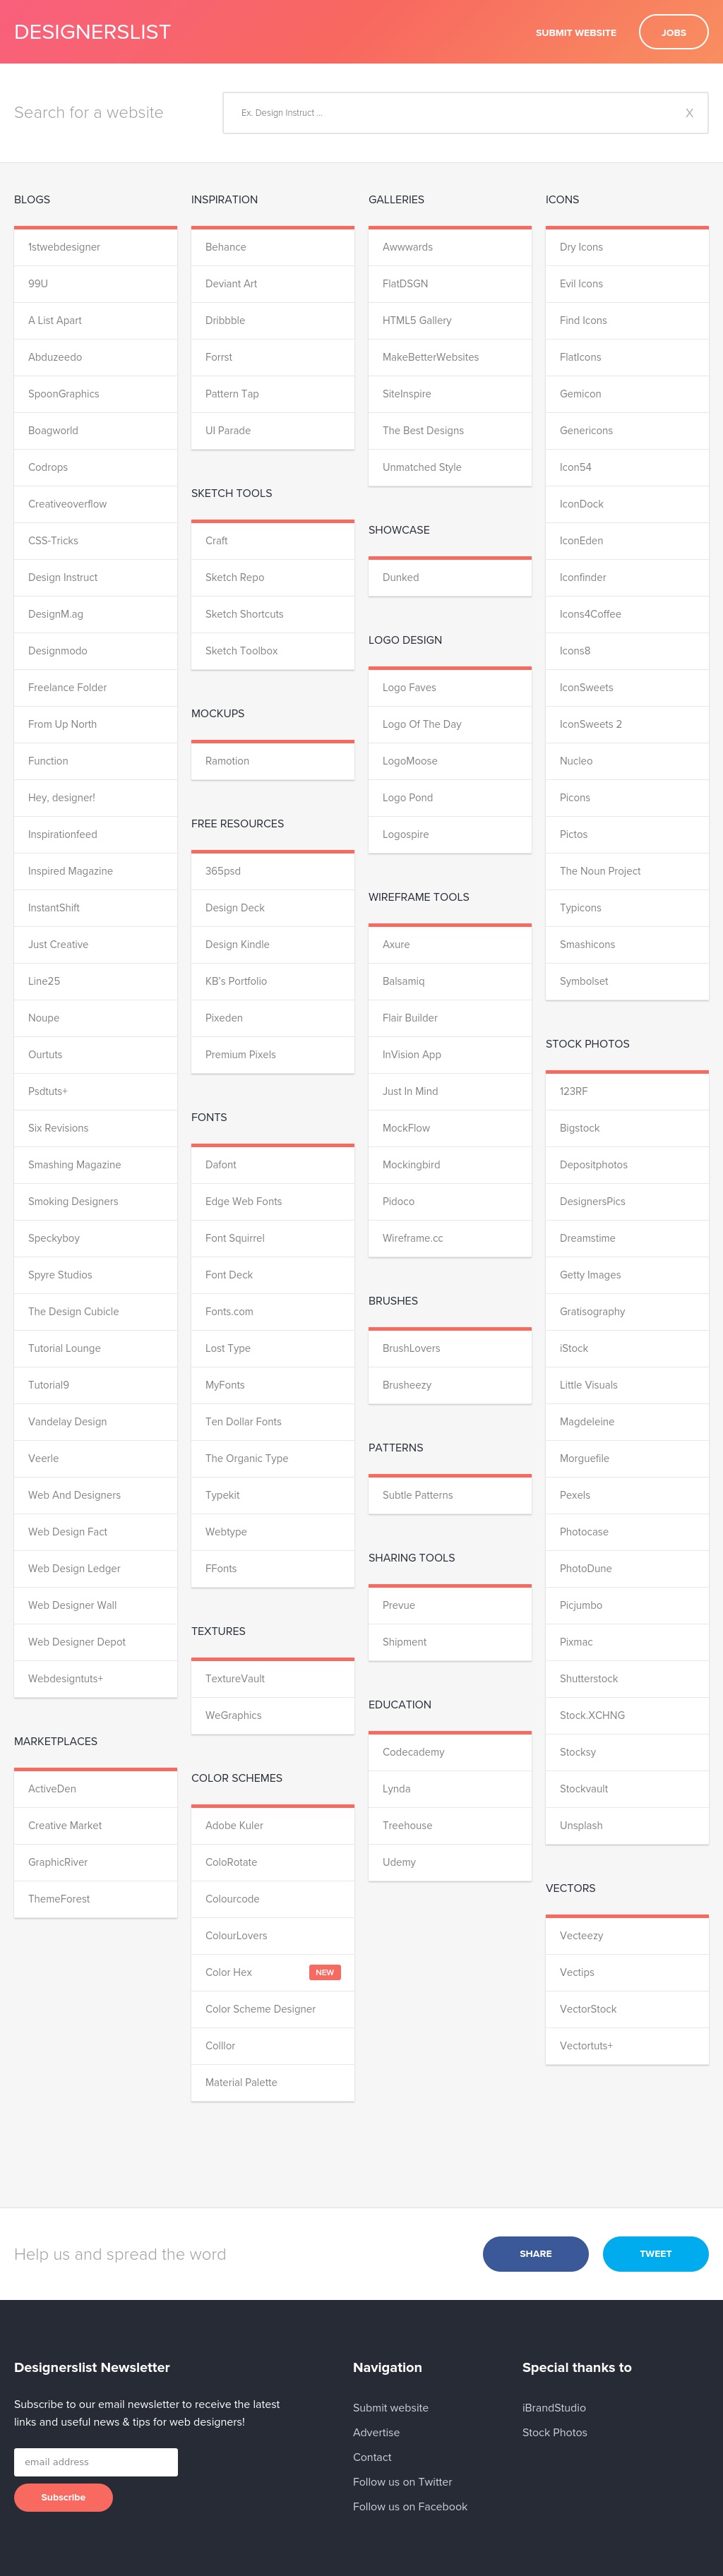 DESIGNERSLIST
SUBMIT WEBSITE
JOBS
Search for a website
Ex. Design Instruct ...
X
BLOGS
1stwebdesigner
99U
A List Apart
Abduzeedo
SpoonGraphics
Boagworld
Codrops
Creativeoverflow
CSS-Tricks
Design Instruct
DesignM.ag
Designmodo
Freelance Folder
From Up North
Function
Hey, designer!
Inspirationfeed
Inspired Magazine
InstantShift
Just Creative
Line25
Noupe
Ourtuts
Psdtuts+
Six Revisions
Smashing Magazine
Smoking Designers
Speckyboy
Spyre Studios
The Design Cubicle
Tutorial Lounge
Tutorial9
Vandelay Design
Veerle
Web And Designers
Web Design Fact
Web Design Ledger
Web Designer Wall
Web Designer Depot
Webdesigntuts+
MARKETPLACES
ActiveDen
Creative Market
GraphicRiver
ThemeForest
INSPIRATION
Behance
Deviant Art
Dribbble
Forrst
Pattern Tap
UI Parade
SKETCH TOOLS
Craft
Sketch Repo
Sketch Shortcuts
Sketch Toolbox
MOCKUPS
Ramotion
FREE RESOURCES
365psd
Design Deck
Design Kindle
KB's Portfolio
Pixeden
Premium Pixels
FONTS
Dafont
Edge Web Fonts
Font Squirrel
Font Deck
Fonts.com
Lost Type
MyFonts
Ten Dollar Fonts
The Organic Type
Typekit
Webtype
FFonts
TEXTURES
TextureVault
WeGraphics
COLOR SCHEMES
Adobe Kuler
ColoRotate
Colourcode
ColourLovers
Color Hex NEW
Color Scheme Designer
Colllor
Material Palette
GALLERIES
Awwwards
FlatDSGN
HTML5 Gallery
MakeBetterWebsites
SiteInspire
The Best Designs
Unmatched Style
SHOWCASE
Dunked
LOGO DESIGN
Logo Faves
Logo Of The Day
LogoMoose
Logo Pond
Logospire
WIREFRAME TOOLS
Axure
Balsamiq
Flair Builder
InVision App
Just In Mind
MockFlow
Mockingbird
Pidoco
Wireframe.cc
BRUSHES
BrushLovers
Brusheezy
PATTERNS
Subtle Patterns
SHARING TOOLS
Prevue
Shipment
EDUCATION
Codecademy
Lynda
Treehouse
Udemy
ICONS
Dry Icons
Evil Icons
Find Icons
FlatIcons
Gemicon
Genericons
Icon54
IconDock
IconEden
Iconfinder
Icons4Coffee
Icons8
IconSweets
IconSweets 2
Nucleo
Picons
Pictos
The Noun Project
Typicons
Smashicons
Symbolset
STOCK PHOTOS
123RF
Bigstock
Depositphotos
DesignersPics
Dreamstime
Getty Images
Gratisography
iStock
Little Visuals
Magdeleine
Morguefile
Pexels
Photocase
PhotoDune
Picjumbo
Pixmac
Shutterstock
Stock.XCHNG
Stocksy
Stockvault
Unsplash
VECTORS
Vecteezy
Vectips
VectorStock
Vectortuts+
Help us and spread the word
SHARE
TWEET
Designerslist Newsletter
Subscribe to our email newsletter to receive the latest
links and useful news & tips for web designers!
email address
Subscribe
Navigation
Submit website
Advertise
Contact
Follow us on Twitter
Follow us on Facebook
Special thanks to
iBrandStudio
Stock Photos